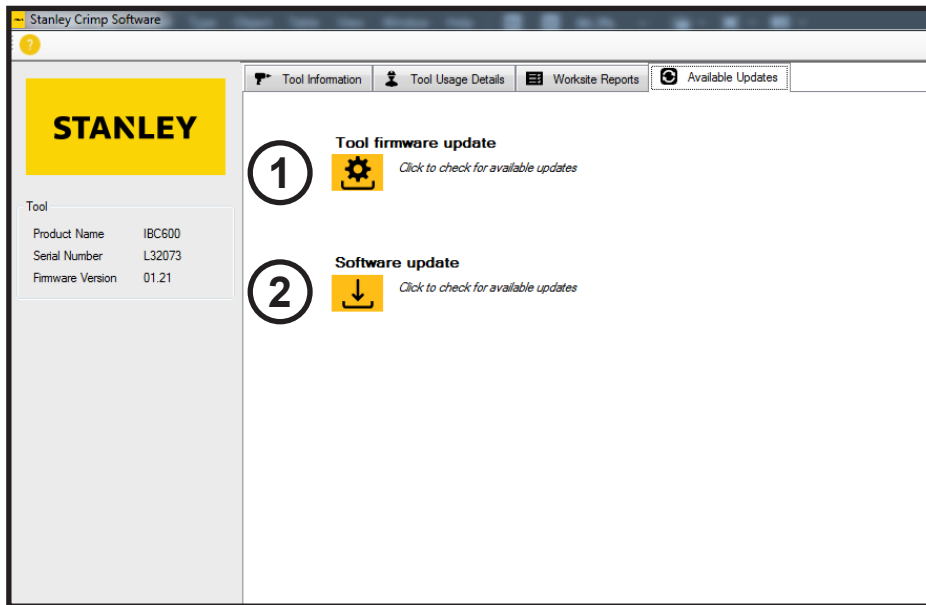 Stanley Crimp Software
?
Tool Information
Tool Usage Details
Worksite Reports
Available Updates
STANLEY
Tool
Product Name IBC600
Serial Number L32073
Firmware Version 01.21
1
Tool firmware update
Click to check for available updates
2
Software update
Click to check for available updates